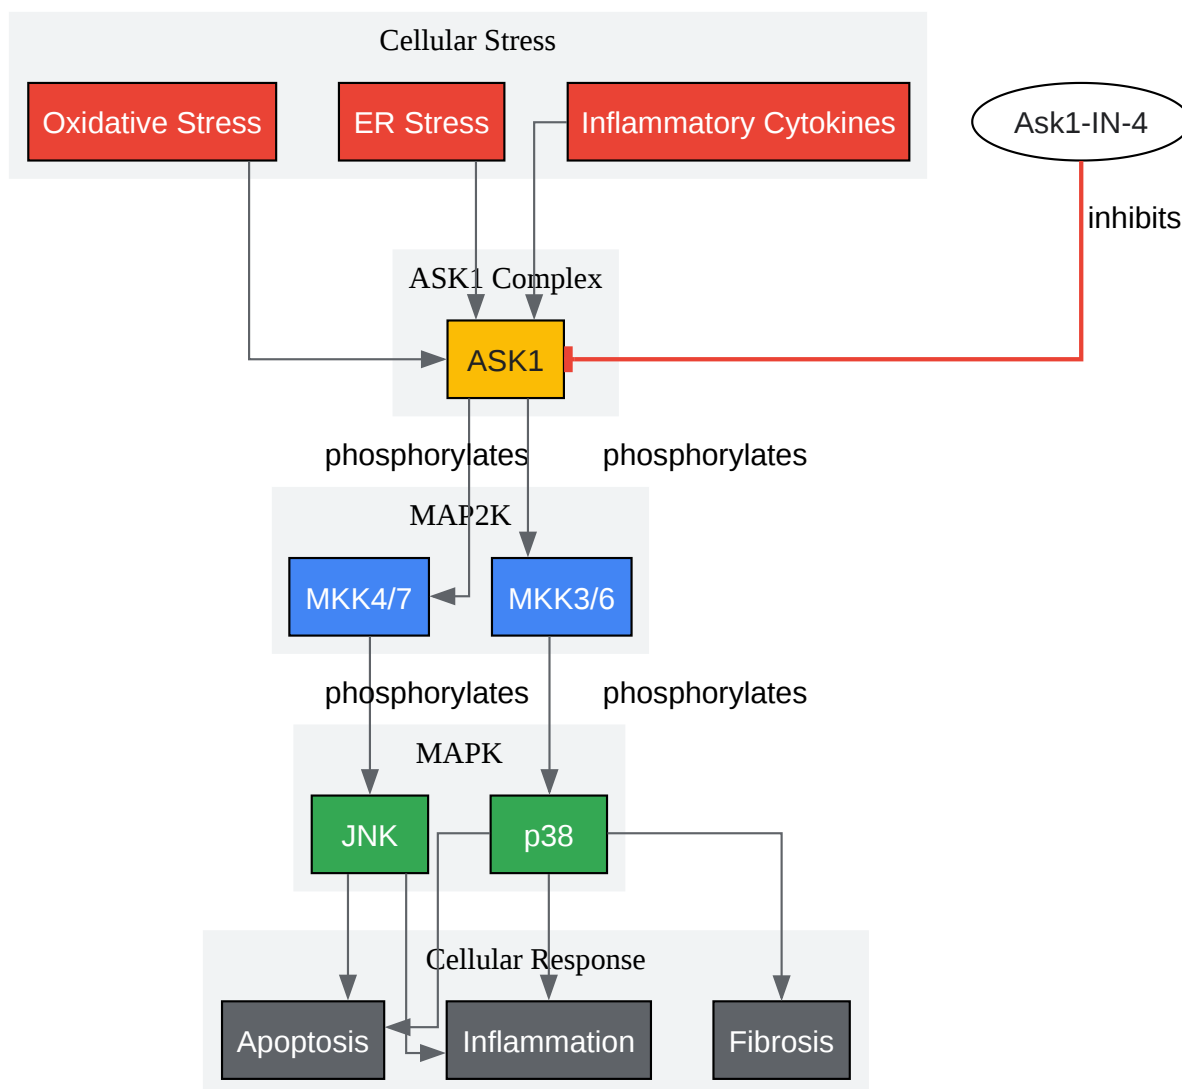 Cellular Stress
Oxidative Stress
ER Stress
Inflammatory Cytokines
Ask1-IN-4
inhibits
ASK1 Complex
ASK1
phosphorylates
phosphorylates
MAP2K
MKK4/7
MKK3/6
phosphorylates
phosphorylates
MAPK
JNK
p38
Cellular Response
Apoptosis
Inflammation
Fibrosis